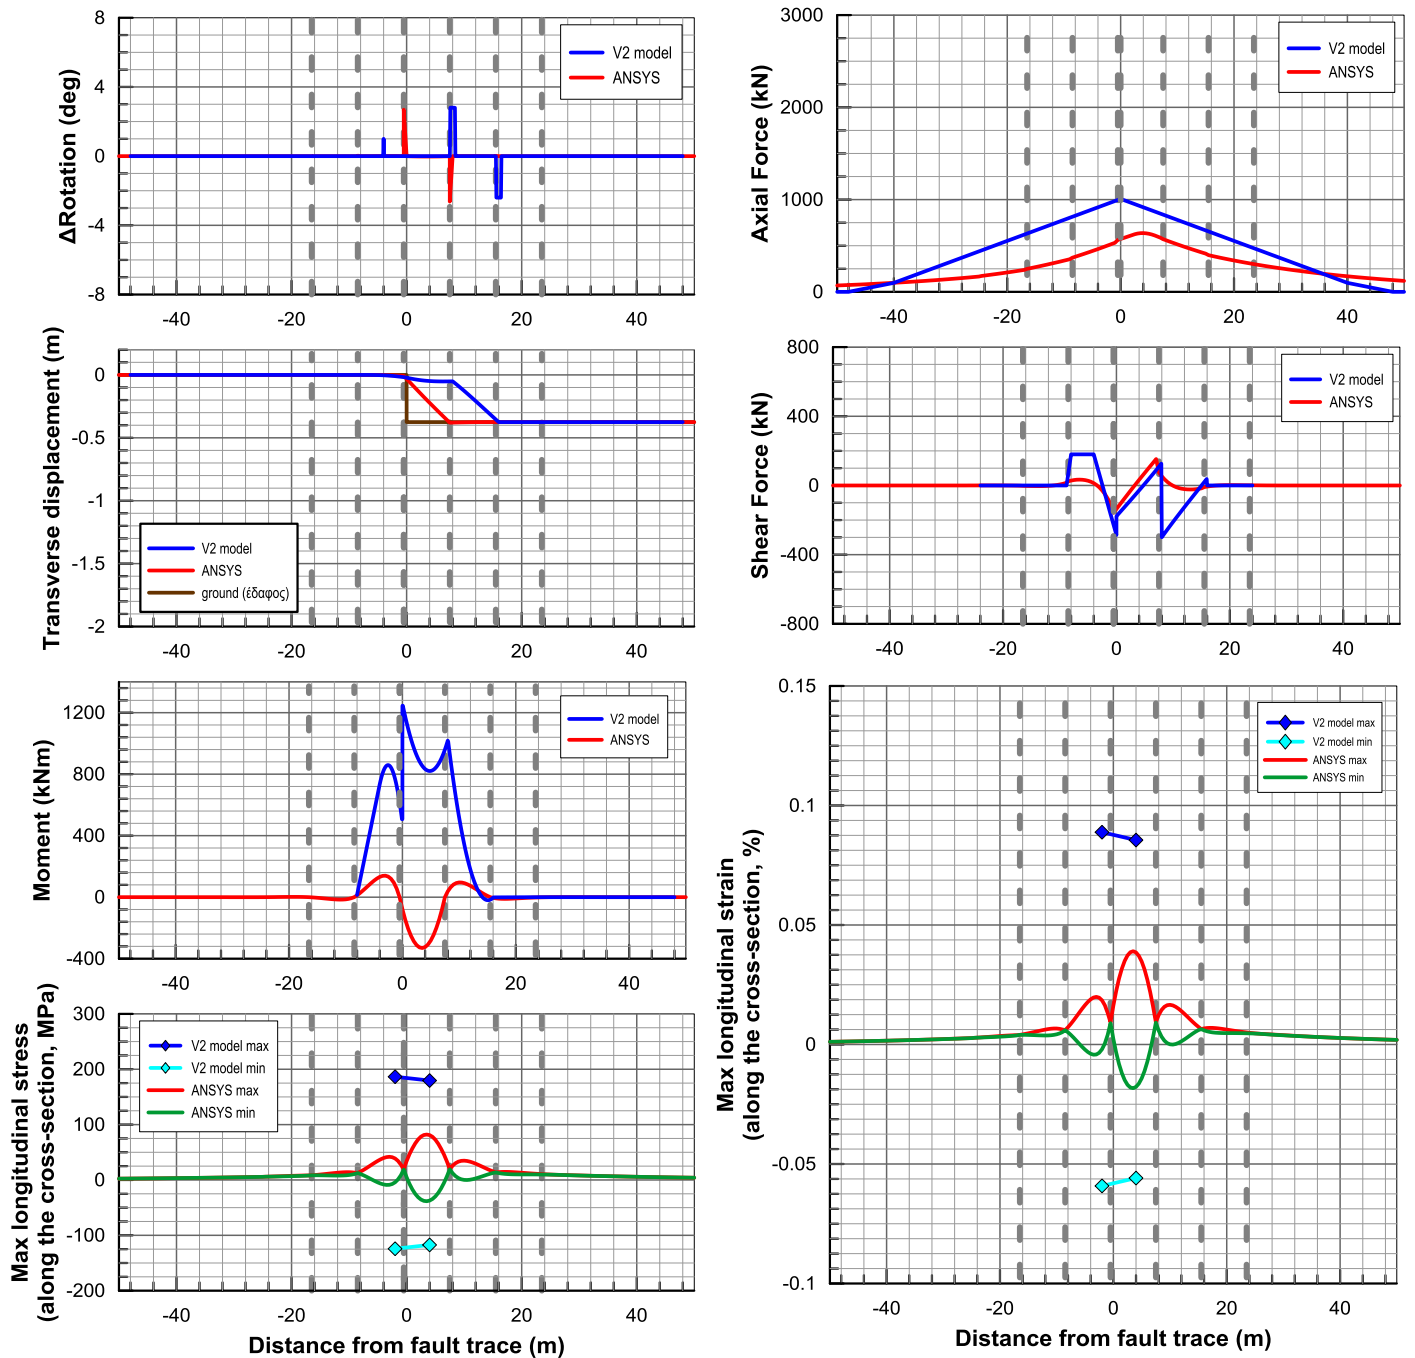 8
4
0
-4
-8
ΔRotation (deg)
V2 model
ANSYS
-40
-20
0
20
40
3000
2000
1000
0
Axial Force (kN)
V2 model
ANSYS
-40
-20
0
20
40
0
-0.5
-1
-1.5
-2
Transverse displacement (m)
V2 model
ANSYS
ground (έδαφος)
-40
-20
0
20
40
800
400
0
-400
-800
Shear Force (kN)
V2 model
ANSYS
-40
-20
0
20
40
1200
800
400
0
-400
Moment (kNm)
V2 model
ANSYS
-40
-20
0
20
40
300
200
100
0
-100
-200
Max longitudinal stress
(along the cross-section, MPa)
V2 model max
V2 model min
ANSYS max
ANSYS min
-40
-20
0
20
40
Distance from fault trace (m)
0.15
0.1
0.05
0
-0.05
-0.1
Max longitudinal strain
(along the cross-section, %)
V2 model max
V2 model min
ANSYS max
ANSYS min
-40
-20
0
20
40
Distance from fault trace (m)